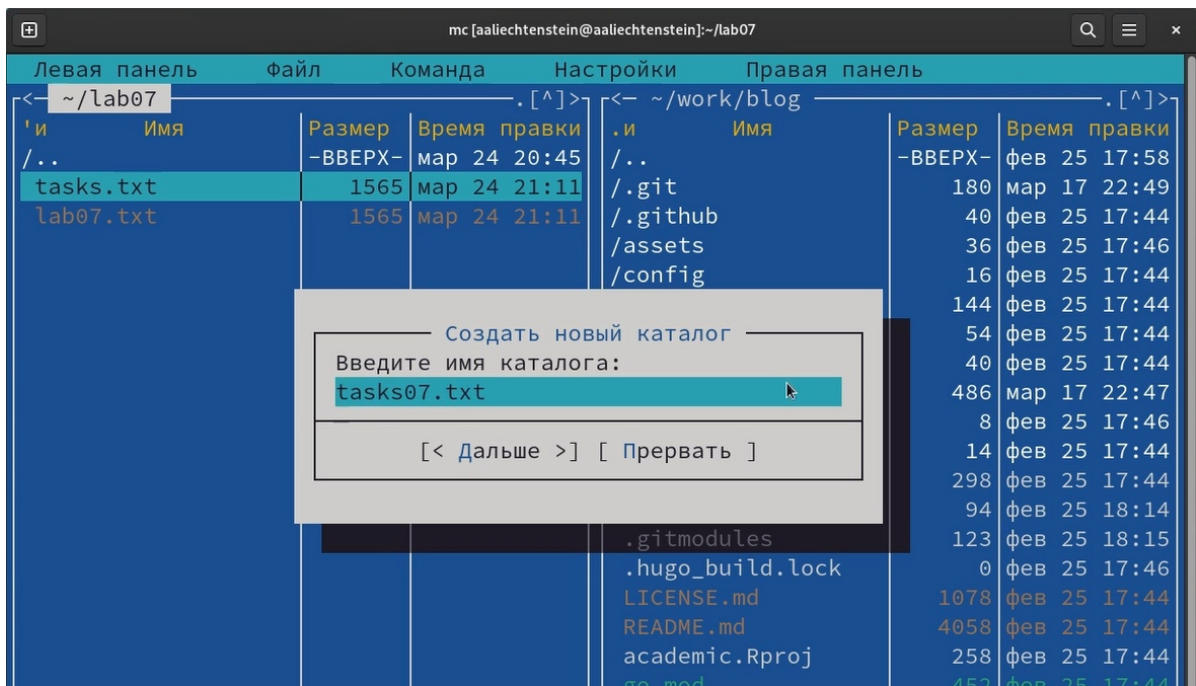 mc [aaliechtenstein@aaliechtenstein]:~/lab07
Левая панель Файл Команда Настройки Правая панель
<— ~/lab07 .[^]> <— ~/work/blog .[^]>
'и Имя Размер Время правки .и Имя Размер Время правки
/.. -ВВЕРХ- мар 24 20:45 /.. -ВВЕРХ- фев 25 17:58
tasks.txt 1565 мар 24 21:11 /.git 180 мар 17 22:49
lab07.txt 1565 мар 24 21:11 /.github 40 фев 25 17:44
/assets 36 фев 25 17:46
/config 16 фев 25 17:44
144 фев 25 17:44
Создать новый каталог 54 фев 25 17:44
Введите имя каталога: 40 фев 25 17:44
tasks07.txt 486 мар 17 22:47
8 фев 25 17:46
[< Дальше >] [ Прервать ] 14 фев 25 17:44
298 фев 25 17:44
94 фев 25 18:14
.gitmodules 123 фев 25 18:15
.hugo_build.lock 0 фев 25 17:46
LICENSE.md 1078 фев 25 17:44
README.md 4058 фев 25 17:44
academic.Rproj 258 фев 25 17:44
go.mod 452 фев 25 17:44